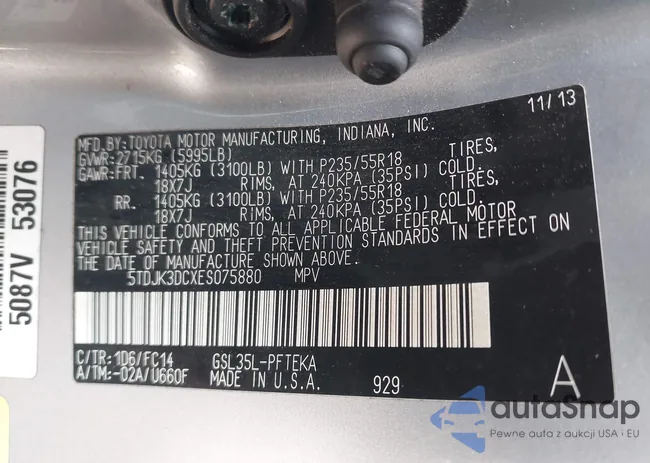 11/13
MFD.BY:TOYOTA MOTOR MANUFACTURING, INDIANA, INC.
GVWR:2715KG (5995LB)
GAWR:FRT. 1405KG (3100LB) WITH P235/55R18 TIRES,
18X7J RIMS, AT 240KPA (35PSI) COLD.
RR. 1405KG (3100LB) WITH P235/55R18 TIRES,
18X7J RIMS, AT 240KPA (35PSI) COLD.
THIS VEHICLE CONFORMS TO ALL APPLICABLE FEDERAL MOTOR
VEHICLE SAFETY AND THEFT PREVENTION STANDARDS IN EFFECT ON
THE DATE OF MANUFACTURE SHOWN ABOVE.
5TDJK3DCXES075880 MPV
C/TR:1D6/FC14 GSL35L-PFTEKA
A/TM:-02A/U660F MADE IN U.S.A. 929 A
5087V 53076
autoSnap
Pewne auta z aukcji USA i EU